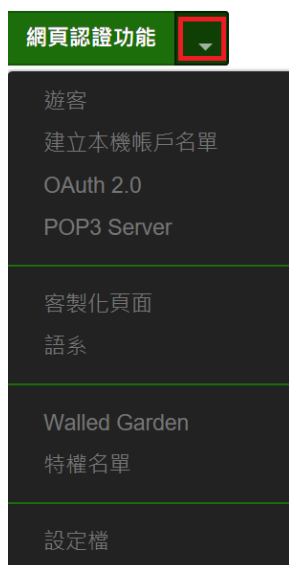 網頁認證功能
遊客
建立本機帳戶名單
OAuth 2.0
POP3 Server
客製化頁面
語系
Walled Garden
特權名單
設定檔